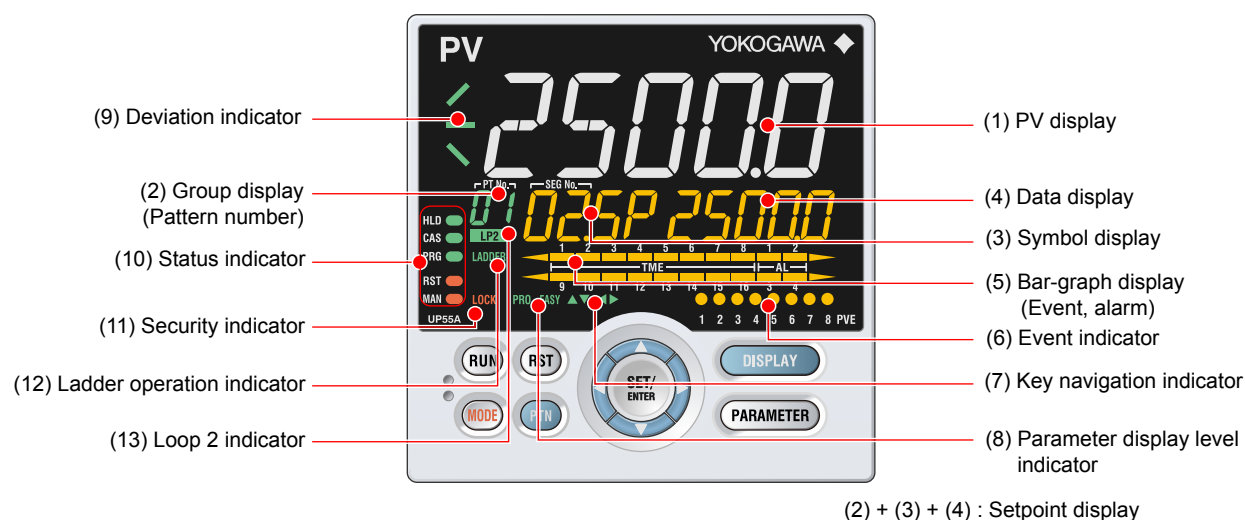 PV YOKOGAWA
2500.0
(9) Deviation indicator
(1) PV display
(2) Group display
(Pattern number)
PT No. SEG No.
01 02.SP 25000
(4) Data display
(3) Symbol display
HLD
CAS LP2
1 2 3 4 5 6 7 8 1 2
PRG LADDER
TME AL
9 10 11 12 13 14 15 16 3 4
(10) Status indicator
(5) Bar-graph display
(Event, alarm)
RST
MAN LOCK PRO EASY
UP55A
1 2 3 4 5 6 7 8 PVE
(11) Security indicator
(6) Event indicator
RUN RST DISPLAY
(12) Ladder operation indicator
SET/
ENTER
(7) Key navigation indicator
MODE PTN PARAMETER
(13) Loop 2 indicator
(8) Parameter display level
indicator
(2) + (3) + (4) : Setpoint display